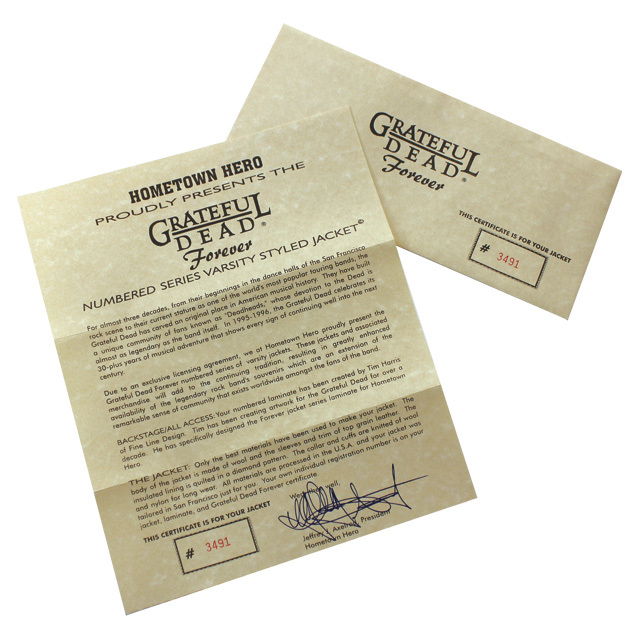 HOMETOWN HERO
PROUDLY PRESENTS THE
GRATEFUL
DEAD®
Forever
NUMBERED SERIES VARSITY STYLED JACKET©
For almost three decades, from their beginnings in the dance halls of the San Francisco
rock scene to their current stature as one of the world's most popular touring bands, the
Grateful Dead has carved an original place in American musical history. They have built
a unique community of fans known as "Deadheads," whose devotion to the Dead is
almost as legendary as the band itself. In 1995-1996, the Grateful Dead celebrates its
30-plus years of musical adventure that shows every sign of continuing well into the next
century.
Due to an exclusive licensing agreement, we at Hometown Hero proudly present the
Grateful Dead Forever numbered series of varsity jackets. These jackets and associated
merchandise will add to the continuing tradition, resulting in greatly enhanced
availability of the legendary rock band's souvenirs which are an extension of the
remarkable sense of community that exists worldwide amongst the fans of the band.
BACKSTAGE/ALL ACCESS: Your numbered laminate has been created by Tim Harris
of Fine Line Design. Tim has been creating artwork for the Grateful Dead for over a
decade. He has specifically designed the Forever jacket series laminate for Hometown
Hero.
THE JACKET: Only the best materials have been used to make your jacket. The
body of the jacket is made of wool and the sleeves and trim of top grain leather. The
insulated lining is quilted in a diamond pattern. The collar and cuffs are knitted of wool
and nylon for long wear. All materials are processed in the U.S.A. and your jacket was
tailored in San Francisco just for you. Your own individual registration number is on your
jacket, laminate, and Grateful Dead Forever certificate.
well.
Jeffrey President
Hometown Hero
THIS CERTIFICATE IS FOR YOUR JACKET
# 3491
GRATEFUL
DEAD®
Forever
THIS CERTIFICATE IS FOR YOUR JACKET
# 3491